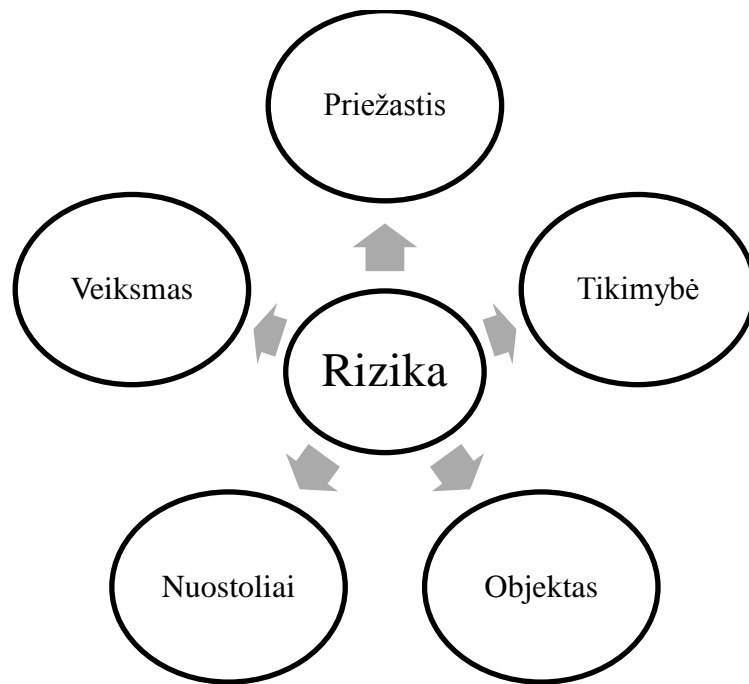 Priežastis
Veiksmas
Tikimybė
Rizika
Nuostoliai
Objektas